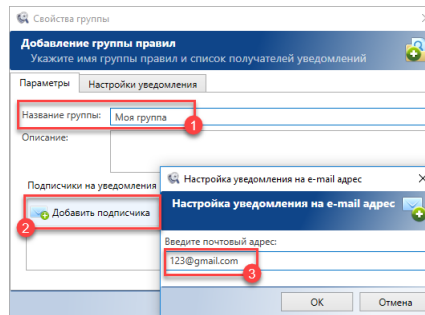 Свойства группы
Добавление группы правил
Укажите имя группы правил и список получателей уведомлений
Параметры
Настройки уведомления
Название группы: Моя группа
1
Описание:
Подписчики на уведомления
2
Добавить подписчика
Настройка уведомления на e-mail адрес
Настройка уведомления на e-mail адрес
Введите почтовый адрес:
123@gmail.com
3
ОК
Отмена